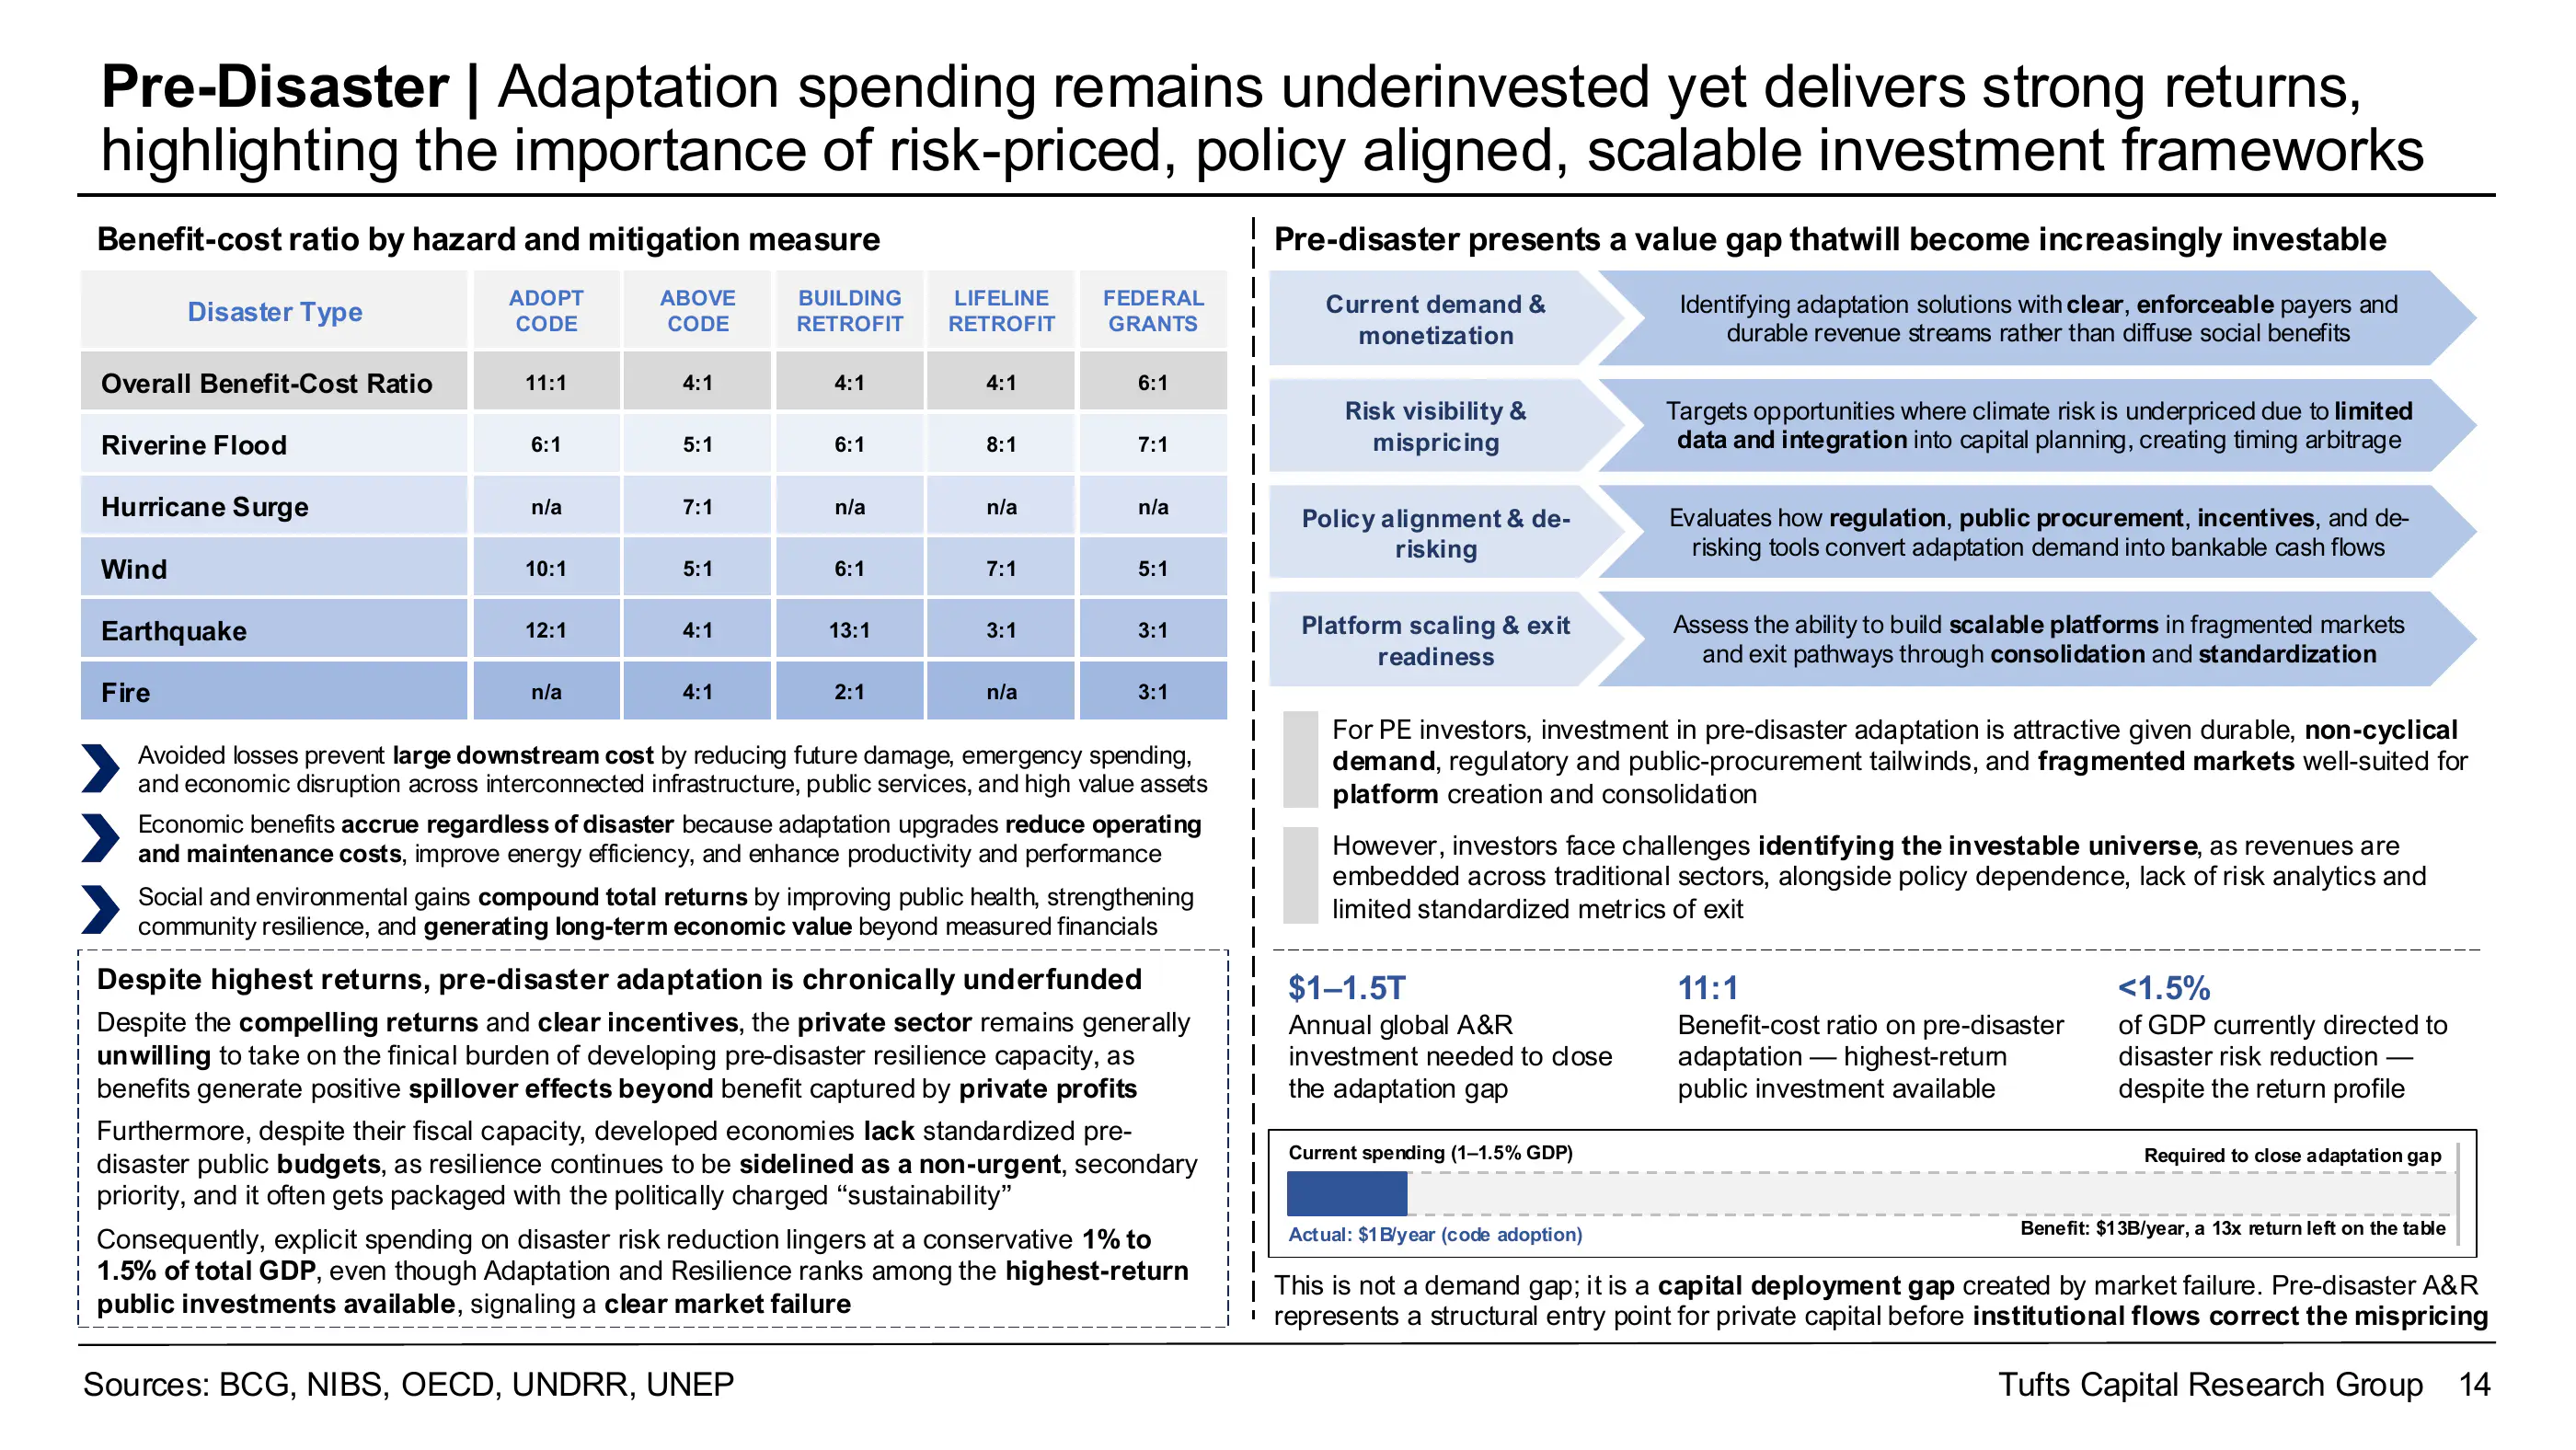 Pre-Disaster | Adaptation spending remains underinvested yet delivers strong returns,
highlighting the importance of risk-priced, policy aligned, scalable investment frameworks
Benefit-cost ratio by hazard and mitigation measure
Disaster Type
ADOPT
CODE
ABOVE
CODE
BUILDING
RETROFIT
LIFELINE
RETROFIT
FEDERAL
GRANTS
Overall Benefit-Cost Ratio 11:1 4:1 4:1 4:1 6:1
Riverine Flood 6:1 5:1 6:1 8:1 7:1
Hurricane Surge n/a 7:1 n/a n/a n/a
Wind 10:1 5:1 6:1 7:1 5:1
Earthquake 12:1 4:1 13:1 3:1 3:1
Fire n/a 4:1 2:1 n/a 3:1
Avoided losses prevent large downstream cost by reducing future damage, emergency spending,
and economic disruption across interconnected infrastructure, public services, and high value assets
Economic benefits accrue regardless of disaster because adaptation upgrades reduce operating
and maintenance costs, improve energy efficiency, and enhance productivity and performance
Social and environmental gains compound total returns by improving public health, strengthening
community resilience, and generating long-term economic value beyond measured financials
Despite highest returns, pre-disaster adaptation is chronically underfunded
Despite the compelling returns and clear incentives, the private sector remains generally
unwilling to take on the finical burden of developing pre-disaster resilience capacity, as
benefits generate positive spillover effects beyond benefit captured by private profits
Furthermore, despite their fiscal capacity, developed economies lack standardized pre-
disaster public budgets, as resilience continues to be sidelined as a non-urgent, secondary
priority, and it often gets packaged with the politically charged “sustainability”
Consequently, explicit spending on disaster risk reduction lingers at a conservative 1% to
1.5% of total GDP, even though Adaptation and Resilience ranks among the highest-return
public investments available, signaling a clear market failure
Pre-disaster presents a value gap thatwill become increasingly investable
Current demand &
monetization
Identifying adaptation solutions with clear, enforceable payers and
durable revenue streams rather than diffuse social benefits
Risk visibility &
mispricing
Targets opportunities where climate risk is underpriced due to limited
data and integration into capital planning, creating timing arbitrage
Policy alignment & de-
risking
Evaluates how regulation, public procurement, incentives, and de-
risking tools convert adaptation demand into bankable cash flows
Platform scaling & exit
readiness
Assess the ability to build scalable platforms in fragmented markets
and exit pathways through consolidation and standardization
For PE investors, investment in pre-disaster adaptation is attractive given durable, non-cyclical
demand, regulatory and public-procurement tailwinds, and fragmented markets well-suited for
platform creation and consolidation
However, investors face challenges identifying the investable universe, as revenues are
embedded across traditional sectors, alongside policy dependence, lack of risk analytics and
limited standardized metrics of exit
$1–1.5T
Annual global A&R
investment needed to close
the adaptation gap
11:1
Benefit-cost ratio on pre-disaster
adaptation — highest-return
public investment available
<1.5%
of GDP currently directed to
disaster risk reduction —
despite the return profile
Current spending (1–1.5% GDP)
Required to close adaptation gap
Actual: $1B/year (code adoption)
Benefit: $13B/year, a 13x return left on the table
This is not a demand gap; it is a capital deployment gap created by market failure. Pre-disaster A&R
represents a structural entry point for private capital before institutional flows correct the mispricing
Sources: BCG, NIBS, OECD, UNDRR, UNEP
Tufts Capital Research Group 14